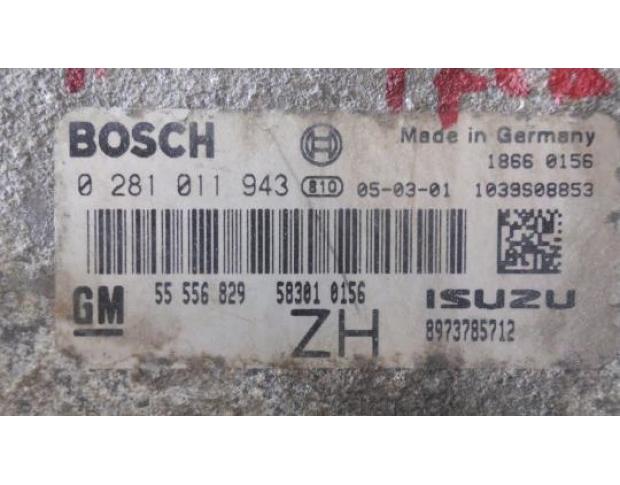 BOSCH
Made in Germany
1866 0156
0 281 011 943 810 05-03-01 1039S08853
55 556 829 58301 0156
GM ISUZU
ZH 8973785712